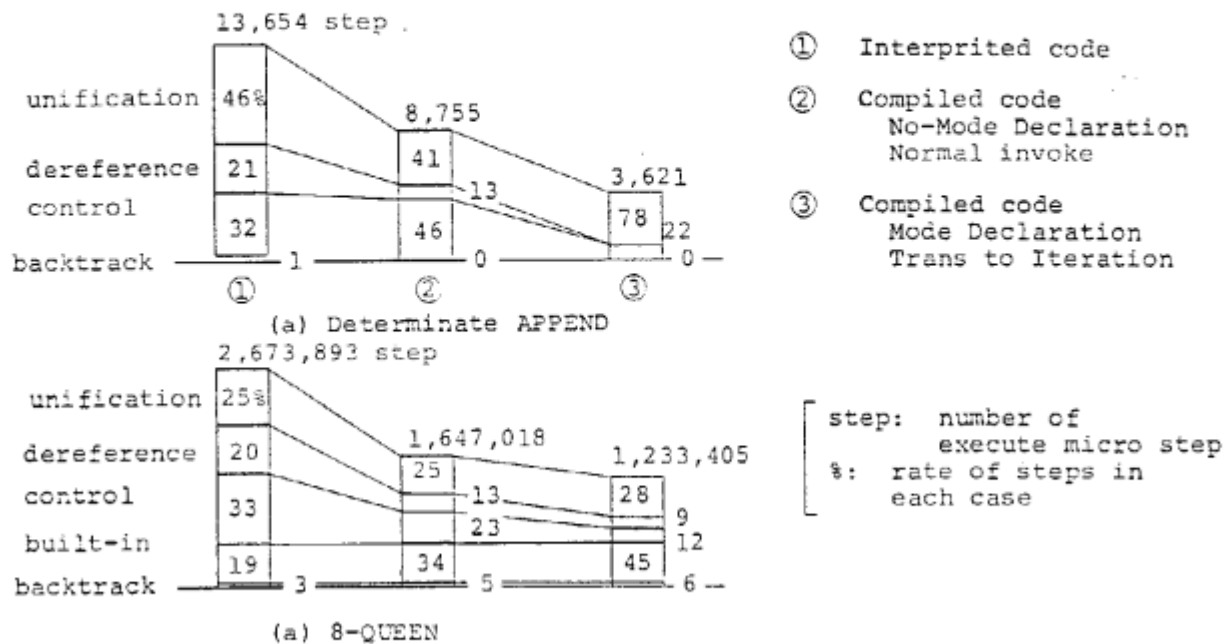 13,654 step
unification 46%
8,755
41
dereference 21
13
3,621
control
32
46
78
22
backtrack 1 0 0
① ② ③
(a) Determinate APPEND
2,673,893 step
unification 25%
1,647,018
25
1,233,405
dereference 20
13
28
9
control
33
23
12
built-in
19
34
45
backtrack 3 5 6
(a) 8-QUEEN
① Interprited code
② Compiled code
No-Mode Declaration
Normal invoke
③ Compiled code
Mode Declaration
Trans to Iteration
step: number of
execute micro step
%: rate of steps in
each case